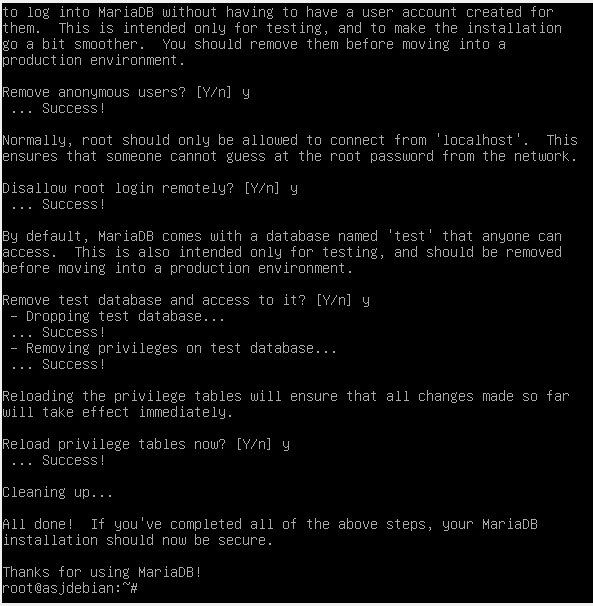 to log into MariaDB without having to have a user account created for
them.  This is intended only for testing, and to make the installation
go a bit smoother.  You should remove them before moving into a
production environment.
Remove anonymous users? [Y/n] y
 ... Success!
Normally, root should only be allowed to connect from 'localhost'.  This
ensures that someone cannot guess at the root password from the network.
Disallow root login remotely? [Y/n] y
 ... Success!
By default, MariaDB comes with a database named 'test' that anyone can
access.  This is also intended only for testing, and should be removed
before moving into a production environment.
Remove test database and access to it? [Y/n] y
 - Dropping test database...
 ... Success!
 - Removing privileges on test database...
 ... Success!
Reloading the privilege tables will ensure that all changes made so far
will take effect immediately.
Reload privilege tables now? [Y/n] y
 ... Success!
Cleaning up...
All done!  If you've completed all of the above steps, your MariaDB
installation should now be secure.
Thanks for using MariaDB!
root@asjdebian:~#